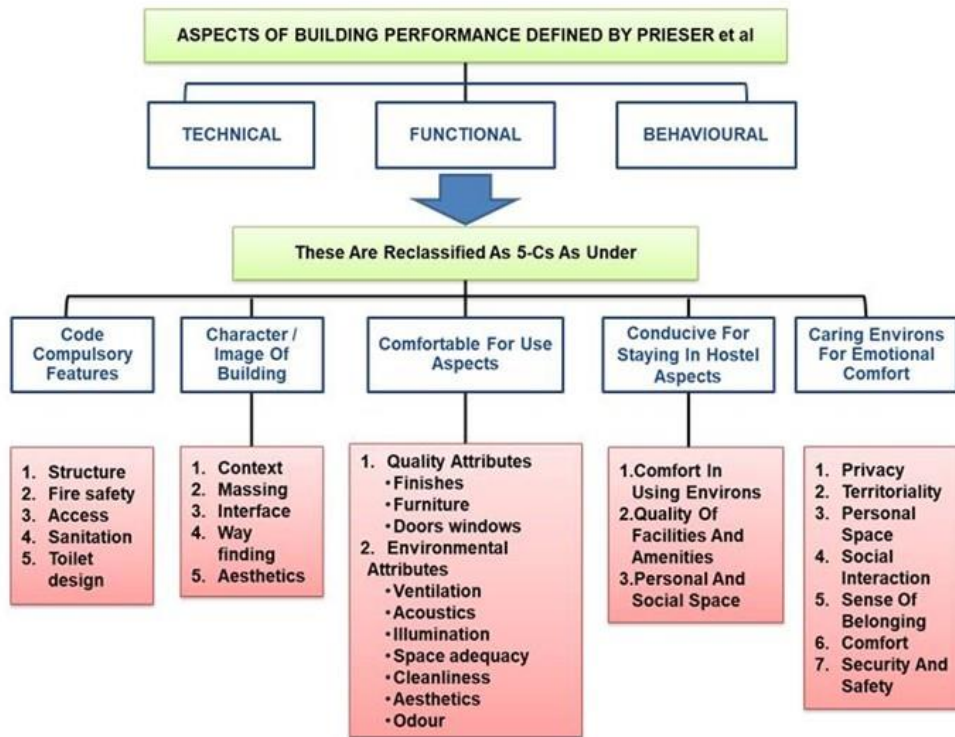 ASPECTS OF BUILDING PERFORMANCE DEFINED BY PRIESER et al
TECHNICAL
FUNCTIONAL
BEHAVIOURAL
These Are Reclassified As 5-Cs As Under
Code
Compulsory
Features
Character /
Image Of
Building
Comfortable For Use
Aspects
Conducive For
Staying In Hostel
Aspects
Caring Environs
For Emotional
Comfort
1. Structure
2. Fire safety
3. Access
4. Sanitation
5. Toilet
design
1. Context
2. Massing
3. Interface
4. Way
finding
5. Aesthetics
1. Quality Attributes
• Finishes
• Furniture
• Doors windows
2. Environmental
Attributes
• Ventilation
• Acoustics
• Illumination
• Space adequacy
• Cleanliness
• Aesthetics
• Odour
1.Comfort In
Using Environs
2.Quality Of
Facilities And
Amenities
3.Personal And
Social Space
1. Privacy
2. Territoriality
3. Personal
Space
4. Social
Interaction
5. Sense Of
Belonging
6. Comfort
7. Security And
Safety